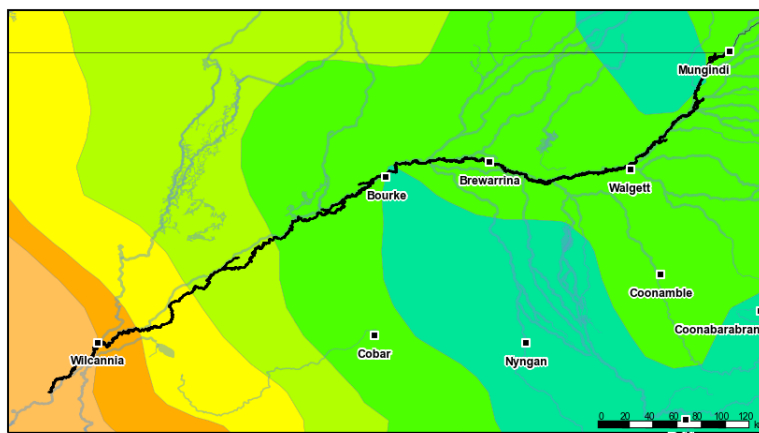 Mungindi
Brewarrina
Walgett
Bourke
Coonamble
Coonabarabran
Wilcannia
Cobar
Nyngan
0 20 40 60 80 100 120
k